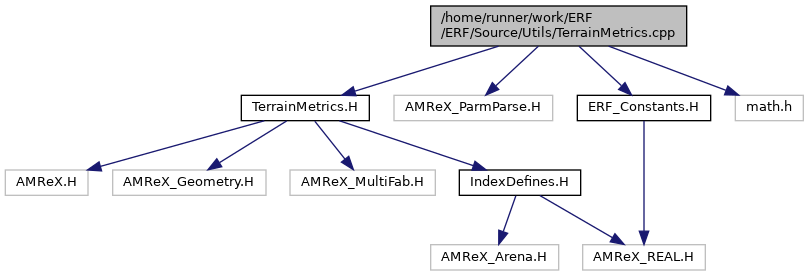 /home/runner/work/ERF
/ERF/Source/Utils/TerrainMetrics.cpp
TerrainMetrics.H
AMReX_ParmParse.H
ERF_Constants.H
math.h
AMReX.H
AMReX_Geometry.H
AMReX_MultiFab.H
IndexDefines.H
AMReX_Arena.H
AMReX_REAL.H